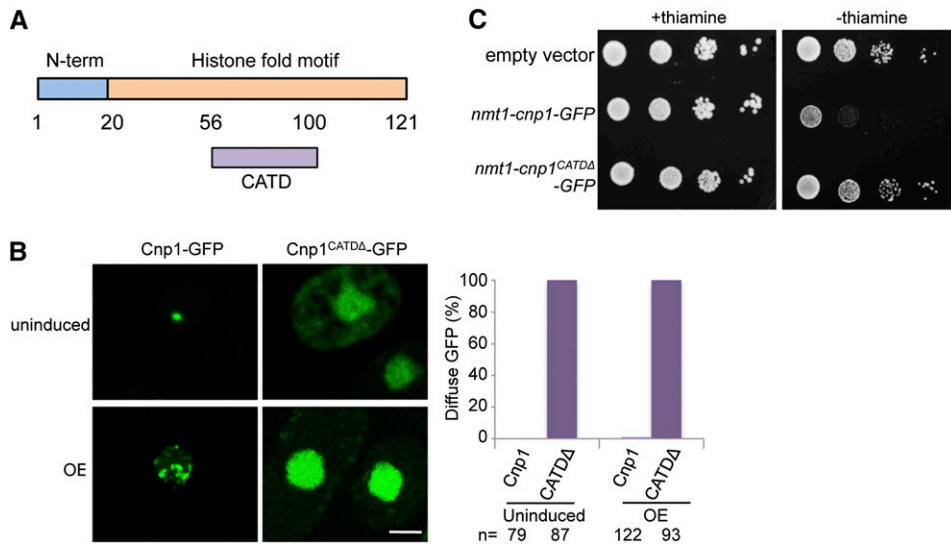 A
N-term
Histone fold motif
1 20 56 100 121
CATD
B
Cnp1-GFP
Cnp1CATDΔ-GFP
uninduced
OE
Diffuse GFP (%)
100
80
60
40
20
0
Cnp1 CATDΔ Cnp1 CATDΔ
Uninduced OE
n= 79 87 122 93
C
+thiamine -thiamine
empty vector
nmt1-cnp1-GFP
nmt1-cnp1CATDΔ
-GFP